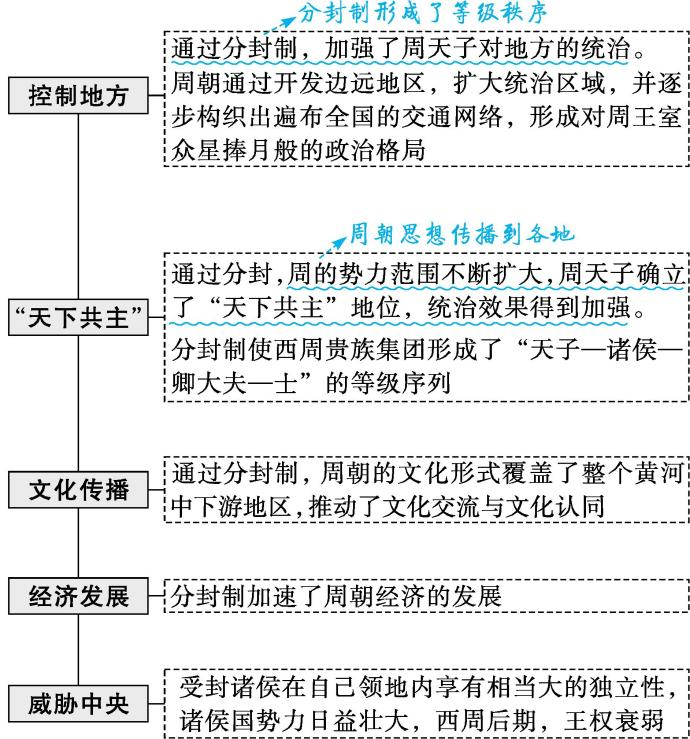 分封制形成了等级秩序
控制地方
通过分封制，加强了周天子对地方的统治。
周朝通过开发边远地区，扩大统治区域，并逐
步构织出遍布全国的交通网络，形成对周王室
众星捧月般的政治格局
周朝思想传播到各地
“天下共主”
通过分封,周的势力范围不断扩大,周天子确立
了“天下共主”地位，统治效果得到加强。
分封制使西周贵族集团形成了“天子—诸侯—
卿大夫—士”的等级序列
文化传播
通过分封制，周朝的文化形式覆盖了整个黄河
中下游地区,推动了文化交流与文化认同
经济发展
分封制加速了周朝经济的发展
威胁中央
受封诸侯在自己领地内享有相当大的独立性，
诸侯国势力日益壮大，西周后期，王权衰弱